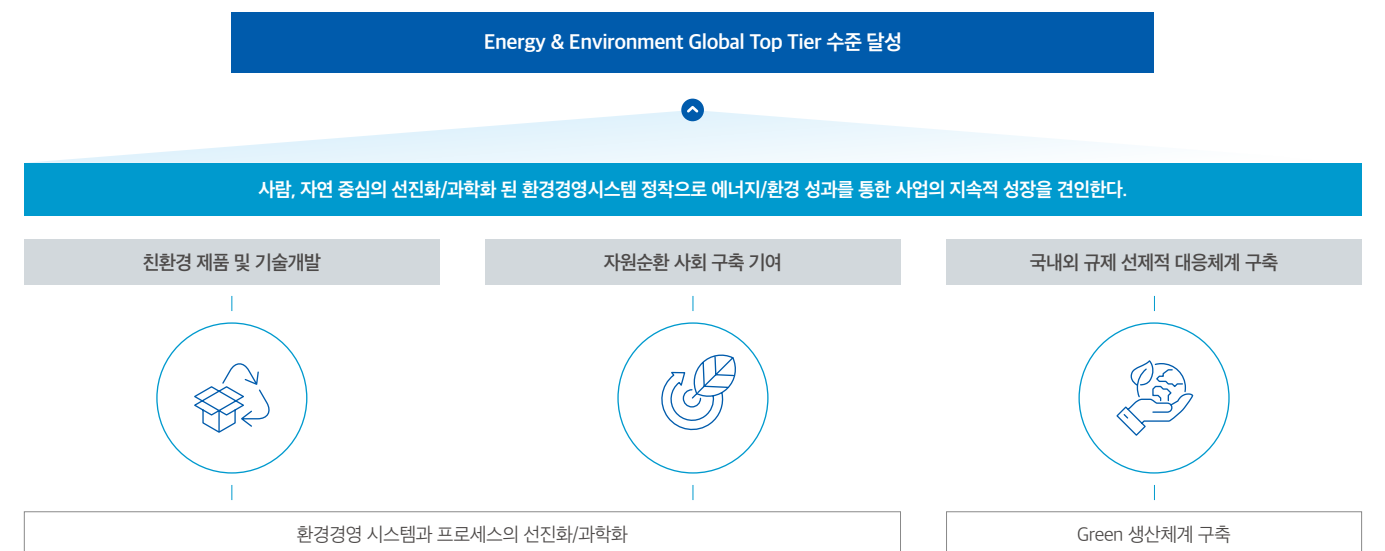 Energy & Environment Global Top Tier 수준 달성
사람, 자연 중심의 선진화/과학화 된 환경경영시스템 정착으로 에너지/환경 성과를 통한 사업의 지속적 성장을 견인한다.
친환경 제품 및 기술개발
자원순환 사회 구축 기여
국내외 규제 선제적 대응체계 구축
환경경영 시스템과 프로세스의 선진화/과학화
Green 생산체계 구축